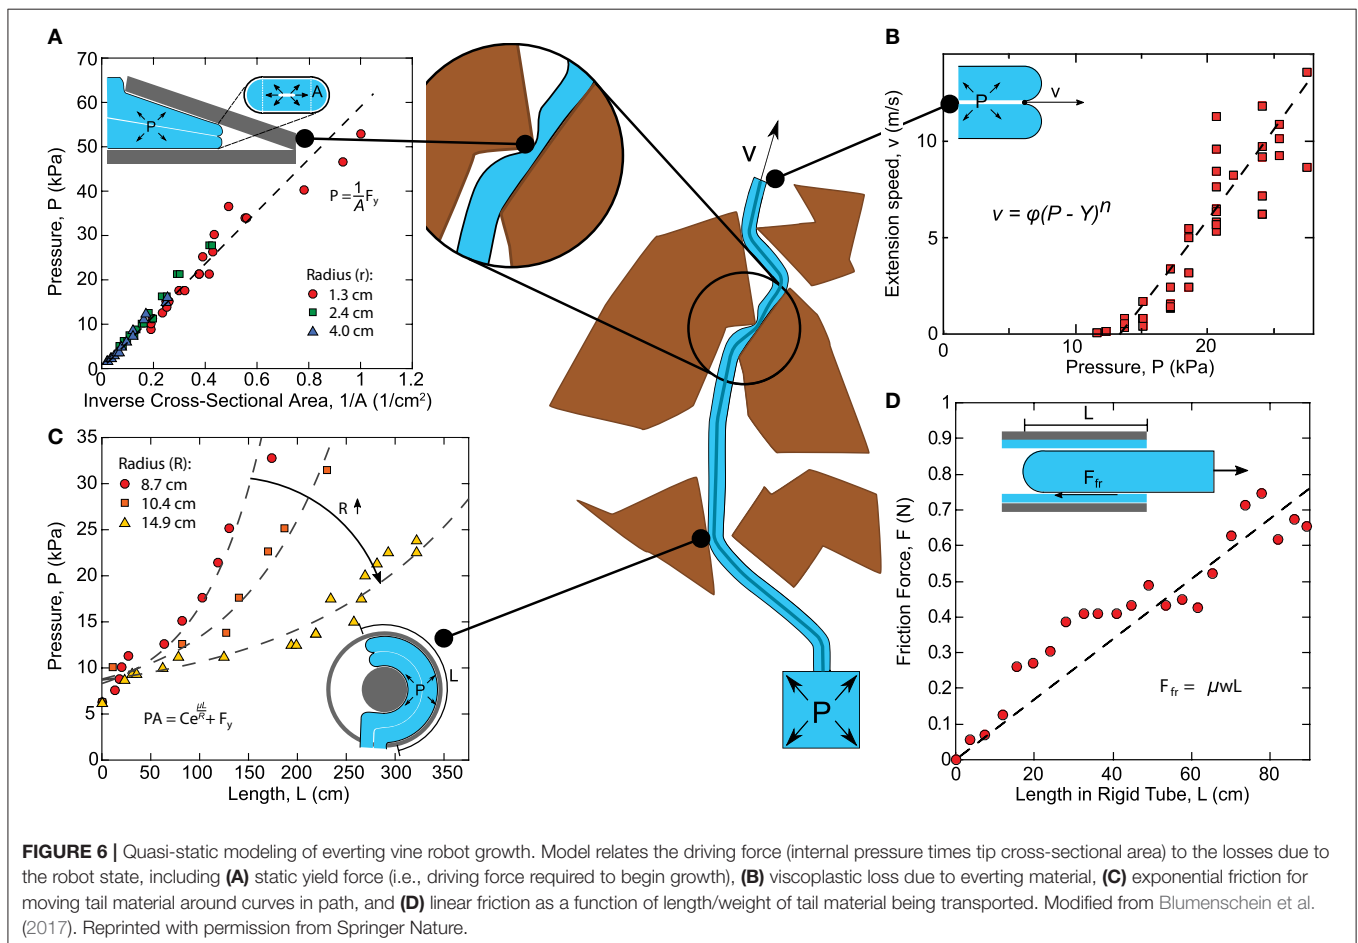 A
70
60
50
40
30
20
10
0
Pressure, P (kPa)
P
A
P = 1/A F_y
Radius (r):
1.3 cm
2.4 cm
4.0 cm
0
0.2
0.4
0.6
0.8
1
1.2
Inverse Cross-Sectional Area, 1/A (1/cm²)
v
P
B
10
5
0
Extension speed, v (m/s)
P
v
v = φ(P - Y)ⁿ
0
10
20
Pressure, P (kPa)
C
35
30
25
20
15
10
5
0
Pressure, P (kPa)
Radius (R):
8.7 cm
10.4 cm
14.9 cm
R
P
L
PA = Ce^(μL/R) + F_y
0
50
100
150
200
250
300
350
Length, L (cm)
D
1
0.9
0.8
0.7
0.6
0.5
0.4
0.3
0.2
0.1
0
Friction Force, F (N)
L
F_fr
F_fr = μwL
0
20
40
60
80
Length in Rigid Tube, L (cm)
FIGURE 6 | Quasi-static modeling of everting vine robot growth. Model relates the driving force (internal pressure times tip cross-sectional area) to the losses due to
the robot state, including (A) static yield force (i.e., driving force required to begin growth), (B) viscoplastic loss due to everting material, (C) exponential friction for
moving tail material around curves in path, and (D) linear friction as a function of length/weight of tail material being transported. Modified from Blumenschein et al.
(2017). Reprinted with permission from Springer Nature.